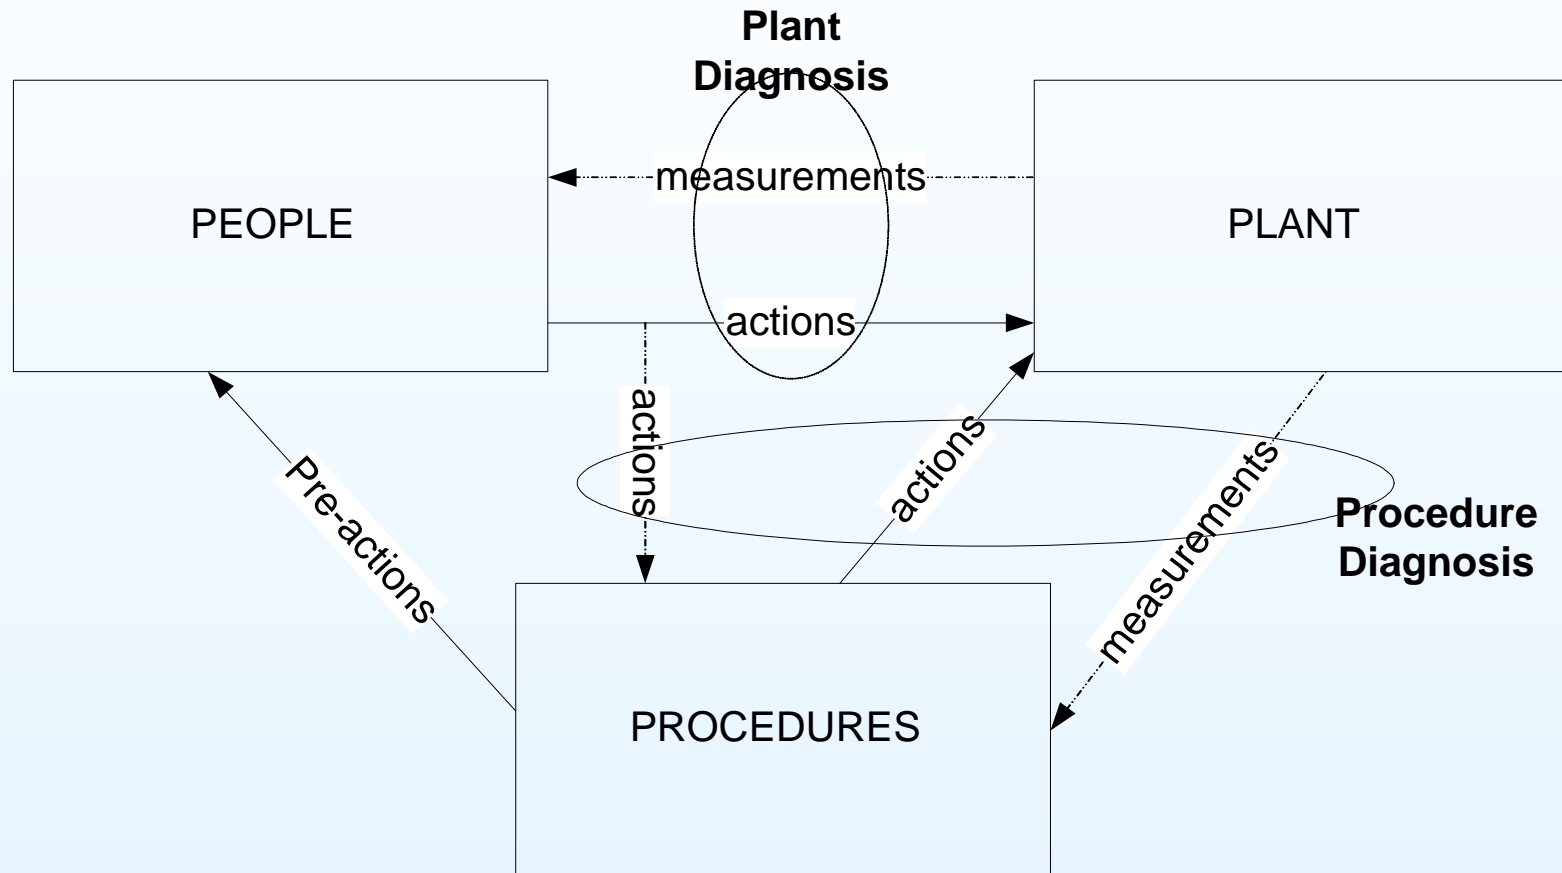 Plant
Diagnosis
measurements
PEOPLE
PLANT
actions
actions
actions
measurements
Pre-actions
Procedure
Diagnosis
PROCEDURES